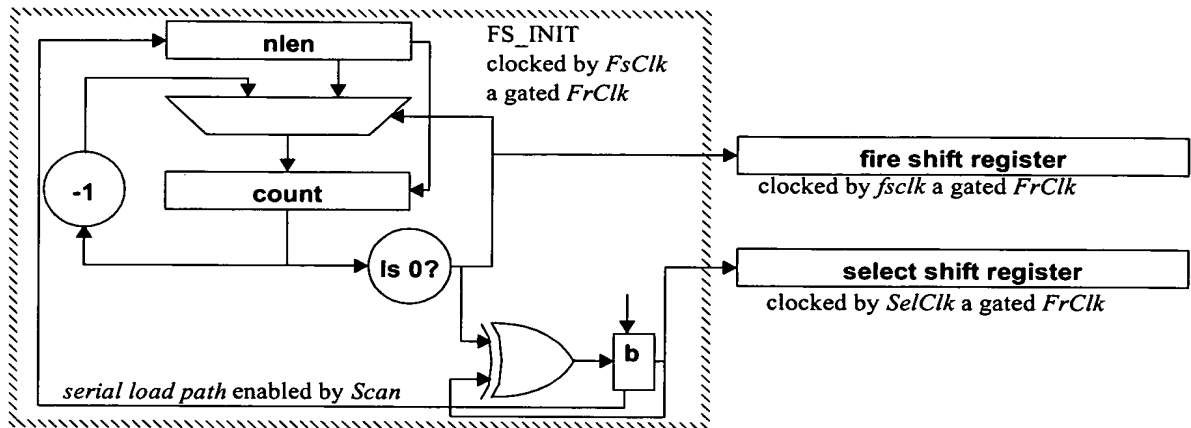 nlen
FS_INIT
clocked by FsClk
a gated FrClk
-1
count
Is 0?
b
serial load path enabled by Scan
fire shift register
clocked by fsclk a gated FrClk
select shift register
clocked by SelClk a gated FrClk